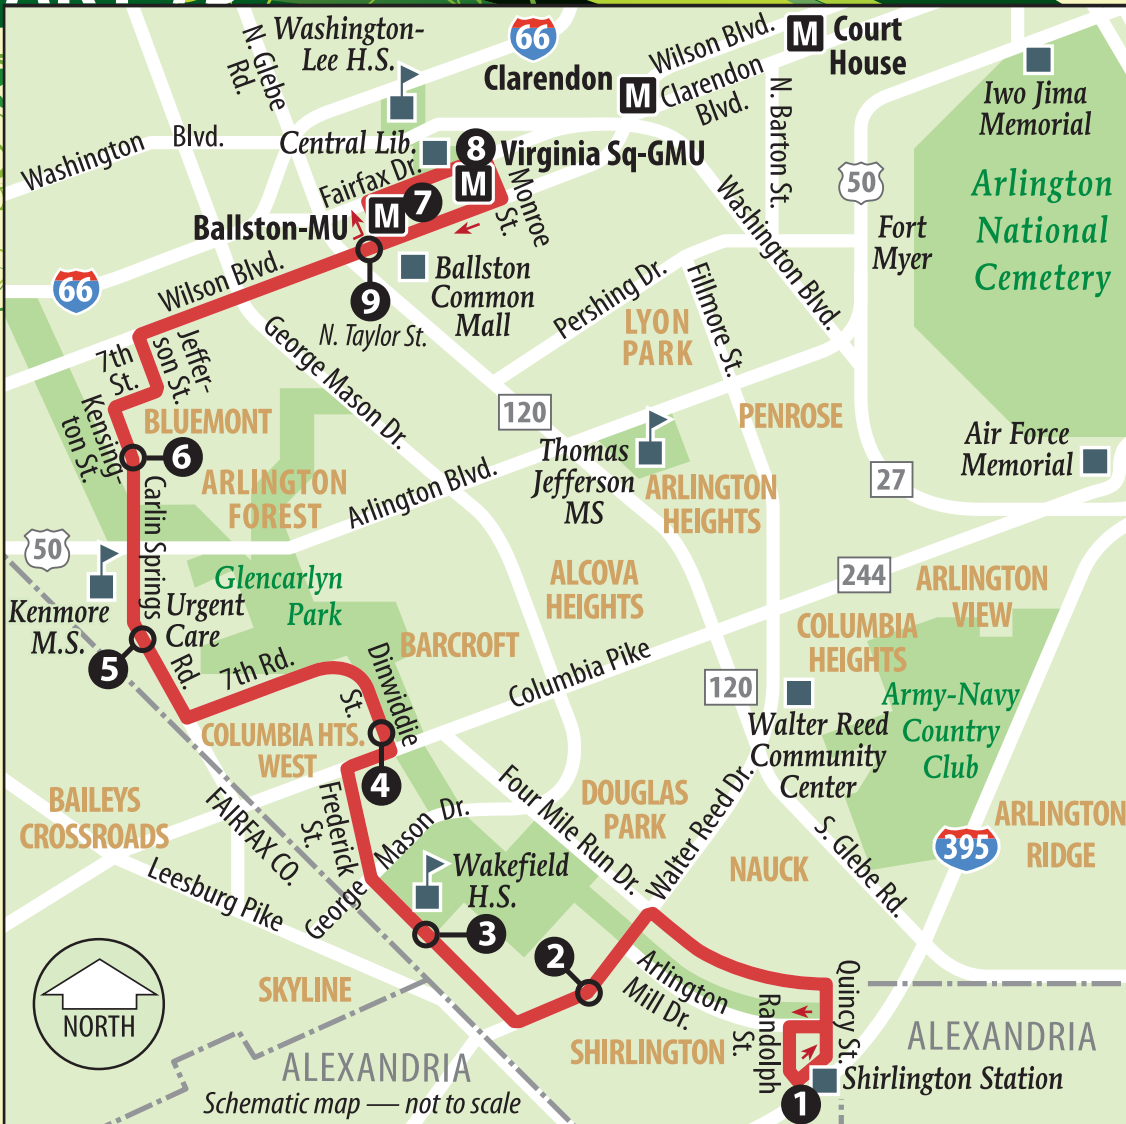 Washington-
Lee H.S.
N. Glebe
Rd.
66
Wilson Blvd.
M
Court
House
Clarendon
M
Clarendon
Blvd.
N. Barton St.
Iwo Jima
Memorial
Washington Blvd.
Central Lib.
8
Virginia Sq-GMU
M
Fairfax Dr.
M
7
Monroe
St.
Ballston-MU
50
Arlington
National
Cemetery
Fort
Myer
Washington Blvd.
66
Wilson Blvd.
9
N. Taylor St.
Ballston
Common
Mall
Pershing Dr.
Fillmore St.
LYON
PARK
George Mason Dr.
7th
St.
Jeffer-
son St.
Kensing-
ton St.
BLUEMONT
120
PENROSE
6
Thomas
Jefferson
MS
Air Force
Memorial
ARLINGTON
FOREST
Arlington Blvd.
ARLINGTON
HEIGHTS
27
Carlin Springs
Rd.
50
Glencarlyn
Park
ALCOVA
HEIGHTS
244
ARLINGTON
VIEW
Kenmore
M.S.
Urgent
Care
5
BARCROFT
COLUMBIA
HEIGHTS
7th Rd.
Dinwiddie
St.
Columbia Pike
120
Army-Navy
Country
Club
COLUMBIA HTS.
WEST
4
Walter Reed
Community
Center
BAILEYS
CROSSROADS
FAIRFAX CO.
Frederick
St.
George Mason Dr.
Four Mile Run Dr.
DOUGLAS
PARK
Walter Reed Dr.
S. Glebe Rd.
395
ARLINGTON
RIDGE
Leesburg Pike
Wakefield
H.S.
NAUCK
3
2
SKYLINE
Arlington
Mill Dr.
Quincy St.
Randolph
St.
NORTH
ALEXANDRIA
SHIRLINGTON
ALEXANDRIA
Shirlington Station
1
Schematic map — not to scale